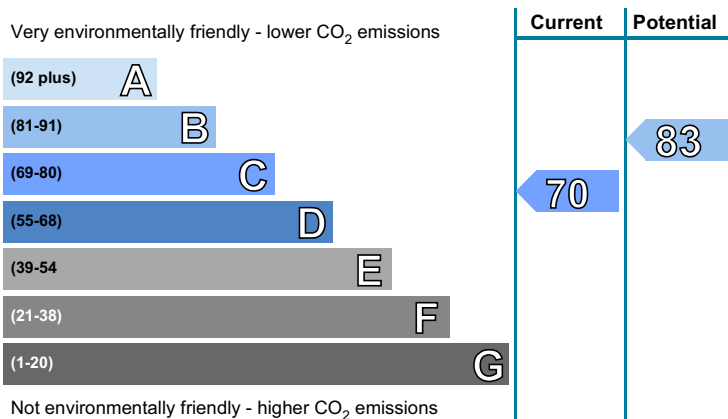 Current Potential
Very environmentally friendly - lower CO2 emissions
(92 plus) A
(81-91) B
83
(69-80) C
70
(55-68) D
(39-54 E
(21-38) F
(1-20) G
Not environmentally friendly - higher CO2 emissions